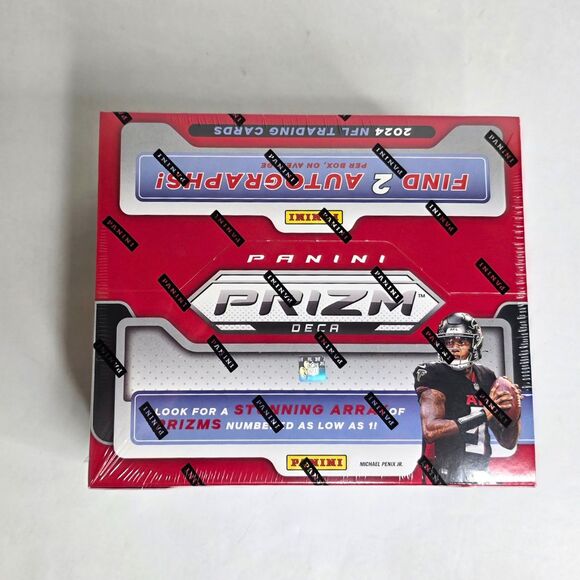 2024 NFL TRADING CARDS
FIND 2 AUTOGRAPHS!
PER BOX, ON AVERAGE
PANINI
PANINI
PRIZM™
DECA
LOOK FOR A STUNNING ARRAY OF
PRIZMS NUMBERED AS LOW AS 1!
PANINI
MICHAEL PENIX JR.